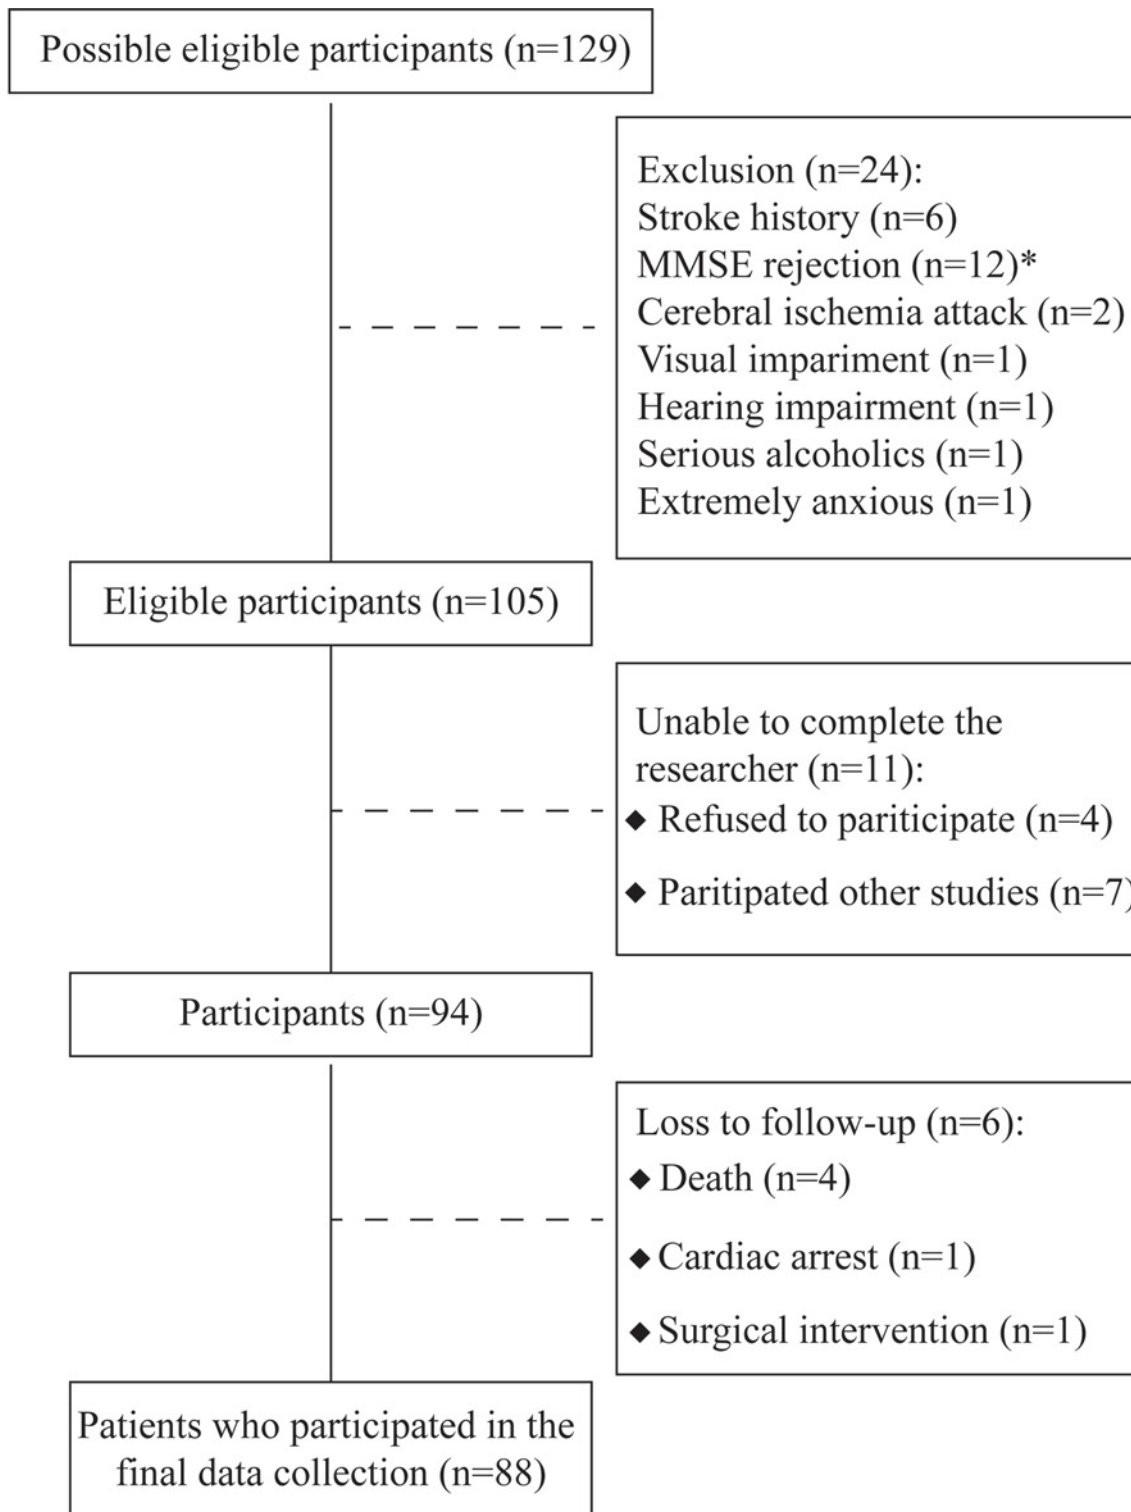 Possible eligible participants (n=129)
Exclusion (n=24):
Stroke history (n=6)
MMSE rejection (n=12)*
Cerebral ischemia attack (n=2)
Visual impariment (n=1)
Hearing impairment (n=1)
Serious alcoholics (n=1)
Extremely anxious (n=1)
Eligible participants (n=105)
Unable to complete the
researcher (n=11):
◆ Refused to pariticipate (n=4)
◆ Paritipated other studies (n=7)
Participants (n=94)
Loss to follow-up (n=6):
◆ Death (n=4)
◆ Cardiac arrest (n=1)
◆ Surgical intervention (n=1)
Patients who participated in the
final data collection (n=88)